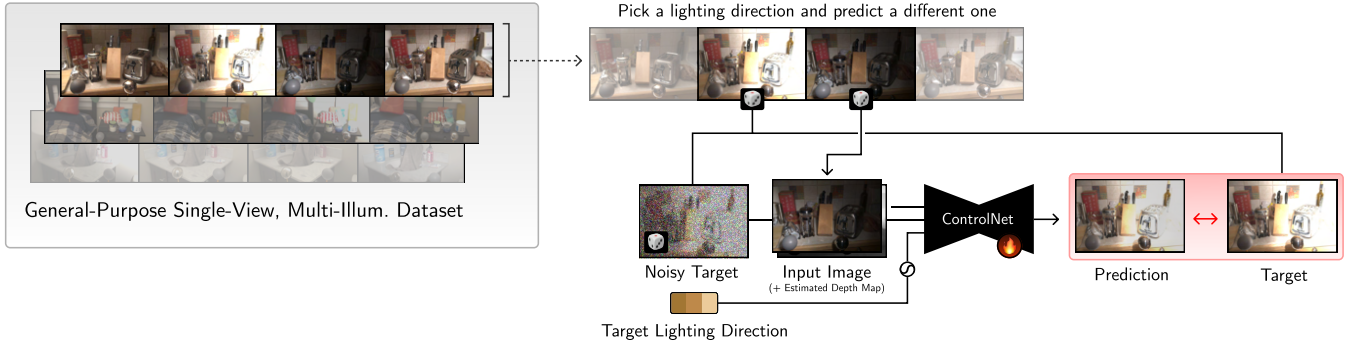 Pick a lighting direction and predict a different one
General-Purpose Single-View, Multi-Illum. Dataset
ControlNet
Noisy Target
Input Image
(+ Estimated Depth Map)
Prediction
Target
Target Lighting Direction